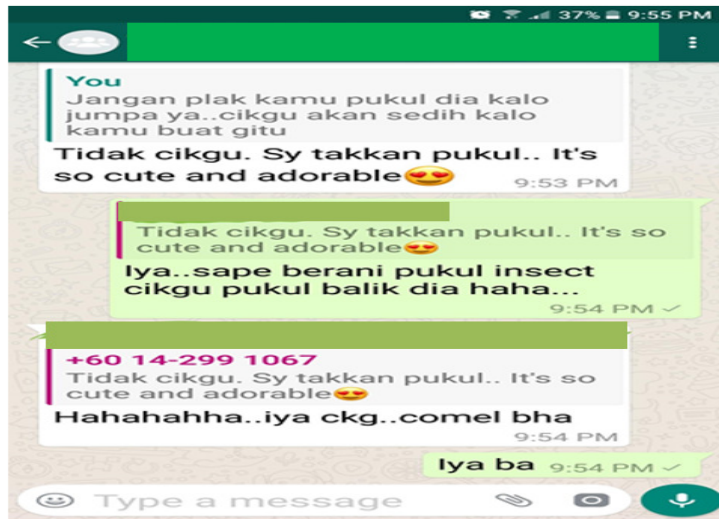 37% 9:55 PM
You
Jangan plak kamu pukul dia kalo
jumpa ya..cikgu akan sedih kalo
kamu buat gitu
Tidak cikgu. Sy takkan pukul.. It's
so cute and adorable😍
9:53 PM
Tidak cikgu. Sy takkan pukul.. It's so
cute and adorable😍
Iya..sape berani pukul insect
cikgu pukul balik dia haha...
9:54 PM
+60 14-299 1067
Tidak cikgu. Sy takkan pukul.. It's so
cute and adorable😍
Hahahahha..iya ckg..comel bha
9:54 PM
Iya ba 9:54 PM
Type a message